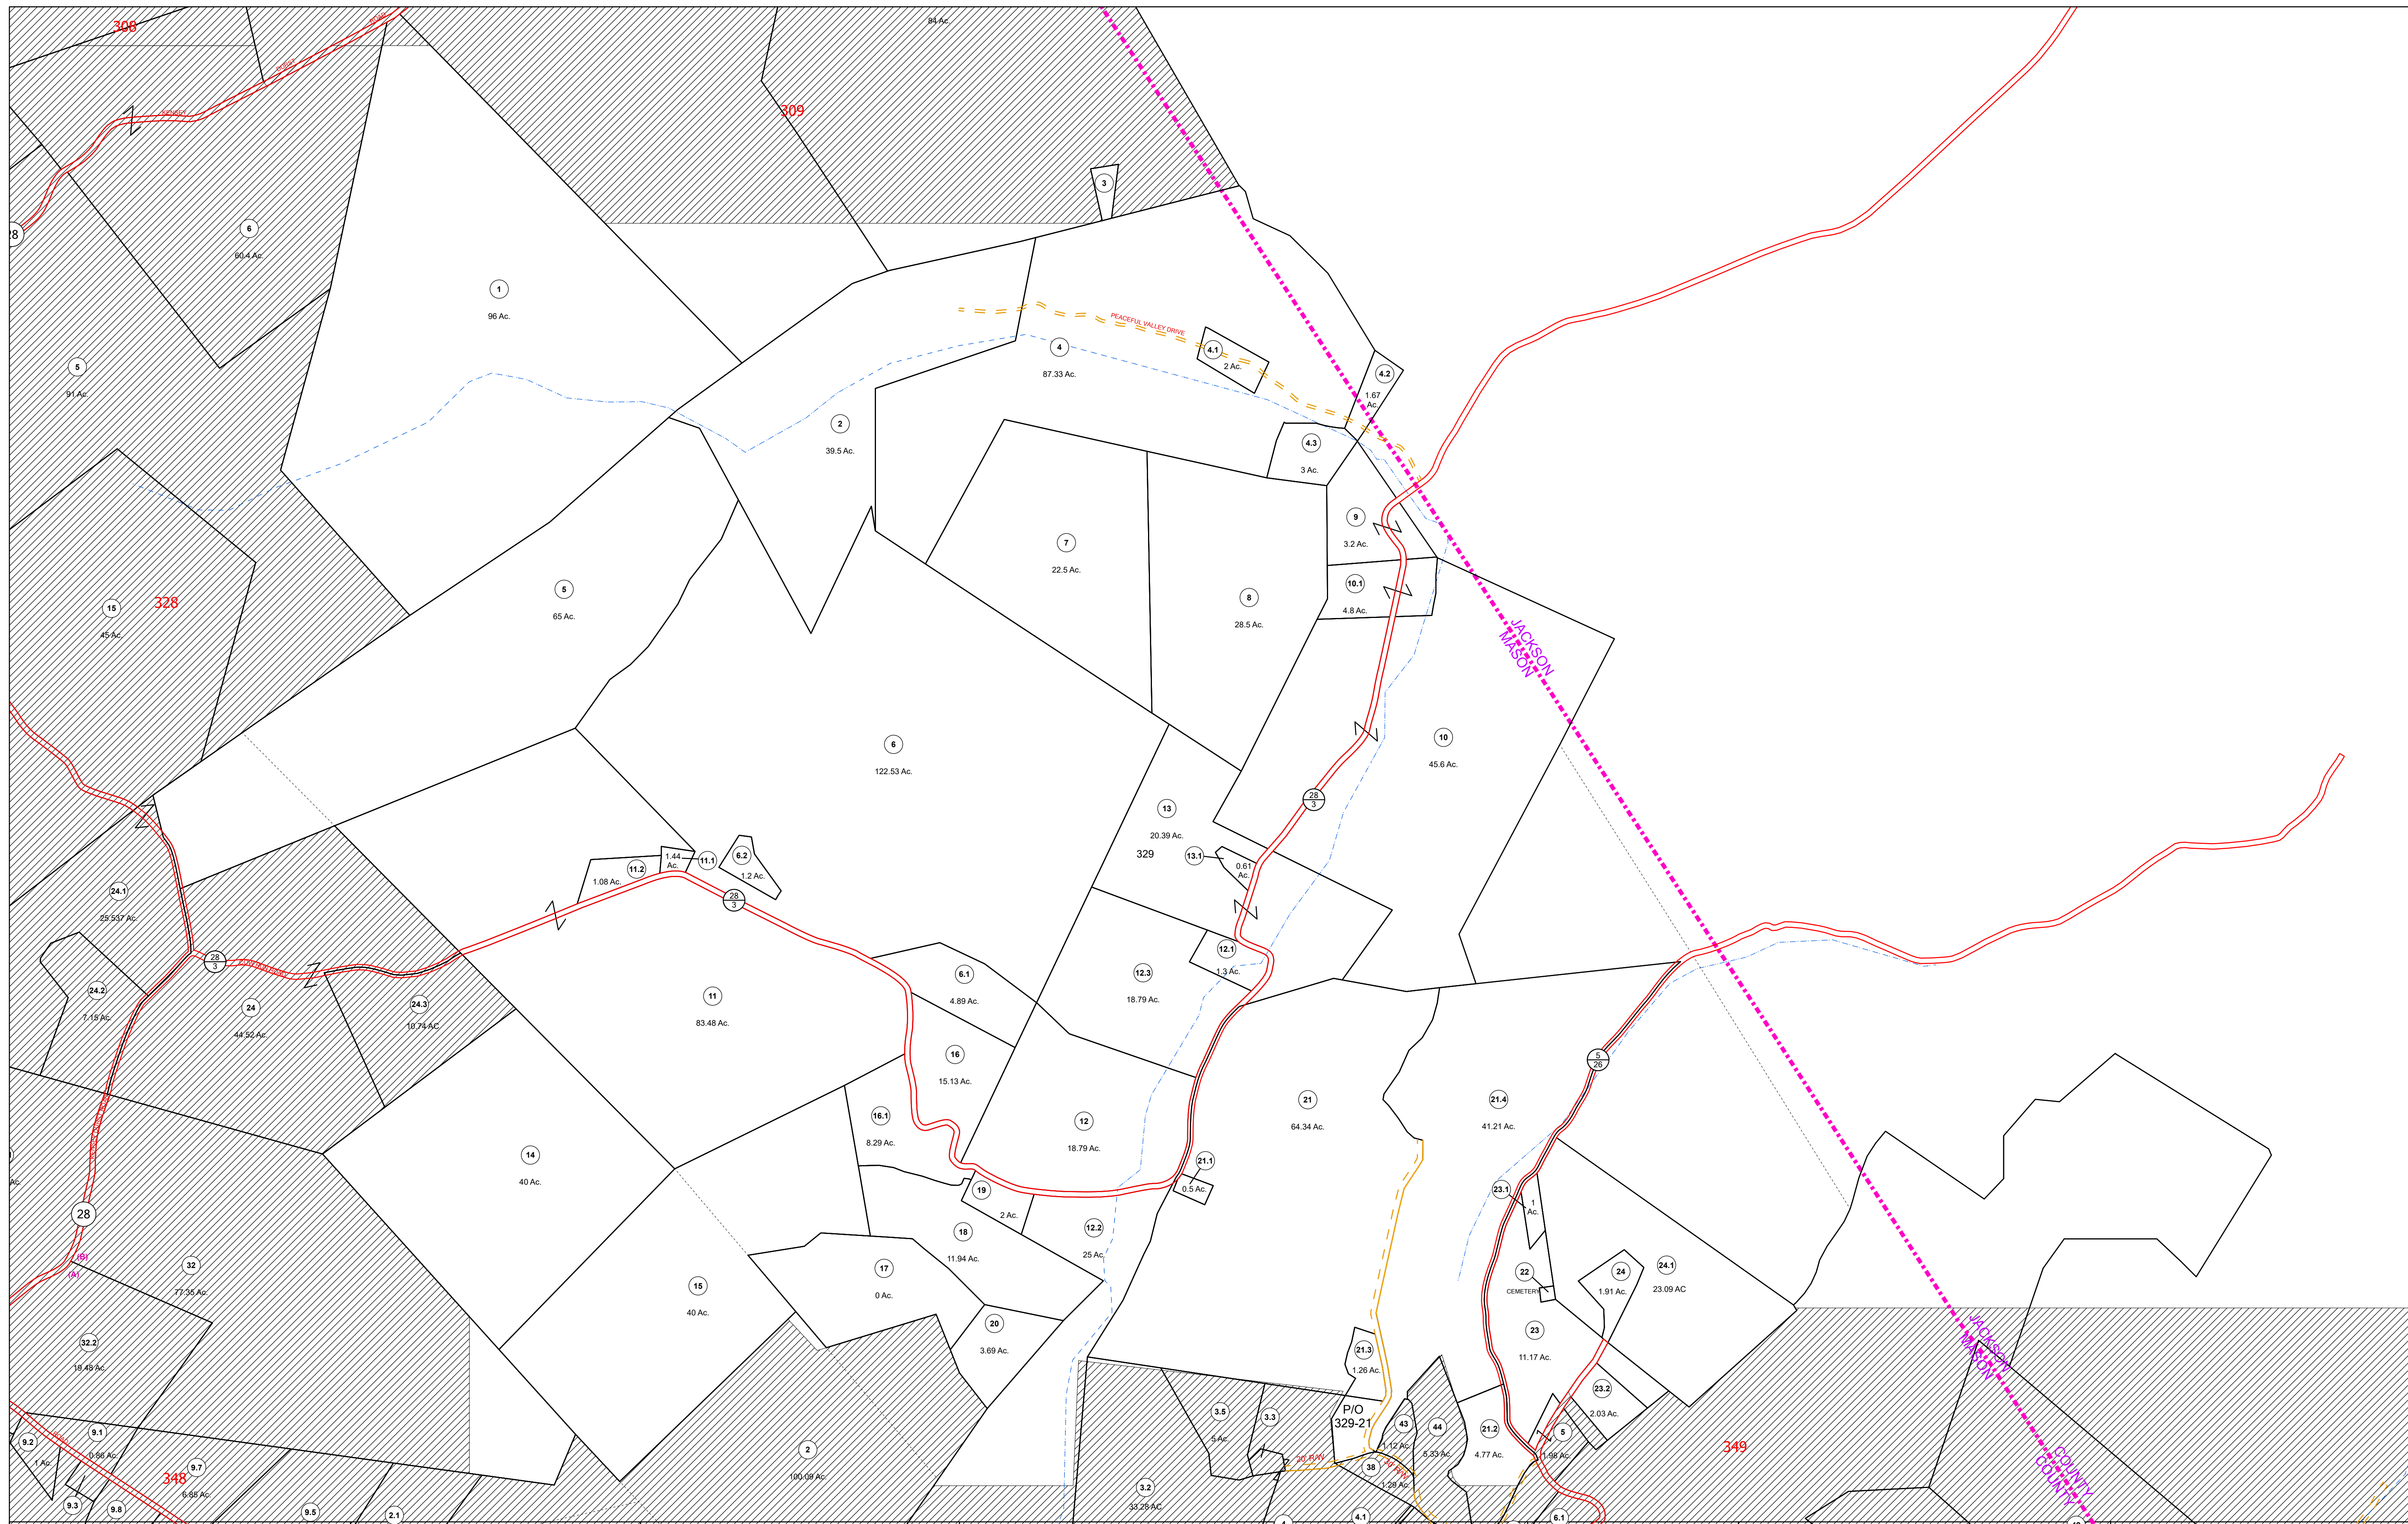 308
ROAD
84 Ac.
DORST
KENSEY
309
3
28
6
60.4 Ac.
1
96 Ac.
PEACEFUL VALLEY DRIVE
4
87.33 Ac.
4.1
2 Ac.
4.2
1.67
Ac.
5
91 Ac.
2
39.5 Ac.
4.3
3 Ac.
9
3.2 Ac.
7
22.5 Ac.
10.1
4.8 Ac.
5
65 Ac.
8
28.5 Ac.
15
328
45 Ac.
JACKSON
MASON
6
122.53 Ac.
10
45.6 Ac.
28
3
13
20.39 Ac.
329
13.1
0.61
Ac.
1.44
Ac.
11.1
6.2
1.2 Ac.
11.2
1.08 Ac.
28
3
24.1
25.537 Ac.
12.1
1.3 Ac.
28
3
COW RUN ROAD
6.1
4.89 Ac.
12.3
18.79 Ac.
24.2
7.15 Ac.
24
44.52 Ac.
24.3
10.74 AC
11
83.48 Ac.
16
15.13 Ac.
5
26
16.1
8.29 Ac.
12
18.79 Ac.
21
64.34 Ac.
21.4
41.21 Ac.
14
40 Ac.
Ac.
21.1
0.5 Ac.
19
2 Ac.
23.1
1
Ac.
28
(B)
(A)
18
11.94 Ac.
12.2
25 Ac.
32
77.35 Ac.
17
0 Ac.
15
40 Ac.
22
CEMETERY
24
1.91 Ac.
24.1
23.09 AC
20
3.69 Ac.
23
11.17 Ac.
JACKSON
MASON
32.2
19.48 Ac.
21.3
1.26 Ac.
23.2
2.03 Ac.
P/O
329-21
3.5
5 Ac.
3.3
43
1.12 Ac.
44
5.33 Ac.
21.2
4.77 Ac.
5
1.98 Ac.
349
9.2
1 Ac.
9.1
0.86 Ac.
ROAD
9.7
6.85 Ac.
348
2
100.09 Ac.
20' R/W
38
1.29 Ac.
20' R/W
3.2
33.28 AC
COUNTY
COUNTY
9.3
9.8
9.5
2.1
4
4.1
6.1